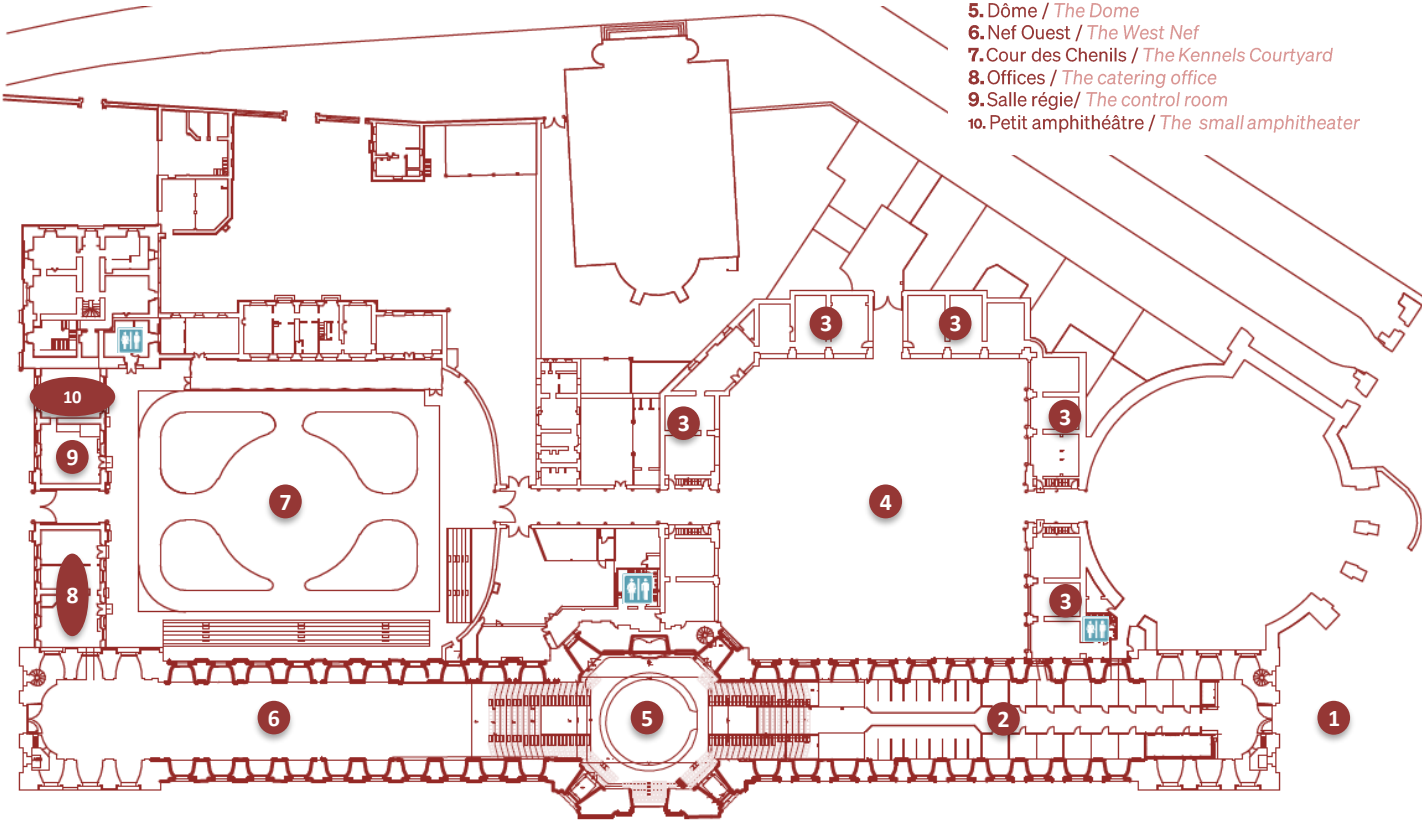 5. Dôme / The Dome
6. Nef Ouest / The West Nef
7. Cour des Chenils / The Kennels Courtyard
8. Offices / The catering office
9. Salle régie/ The control room
10. Petit amphithéâtre / The small amphitheater
3
3
10
3
3
9
7
4
8
3
6
5
2
1